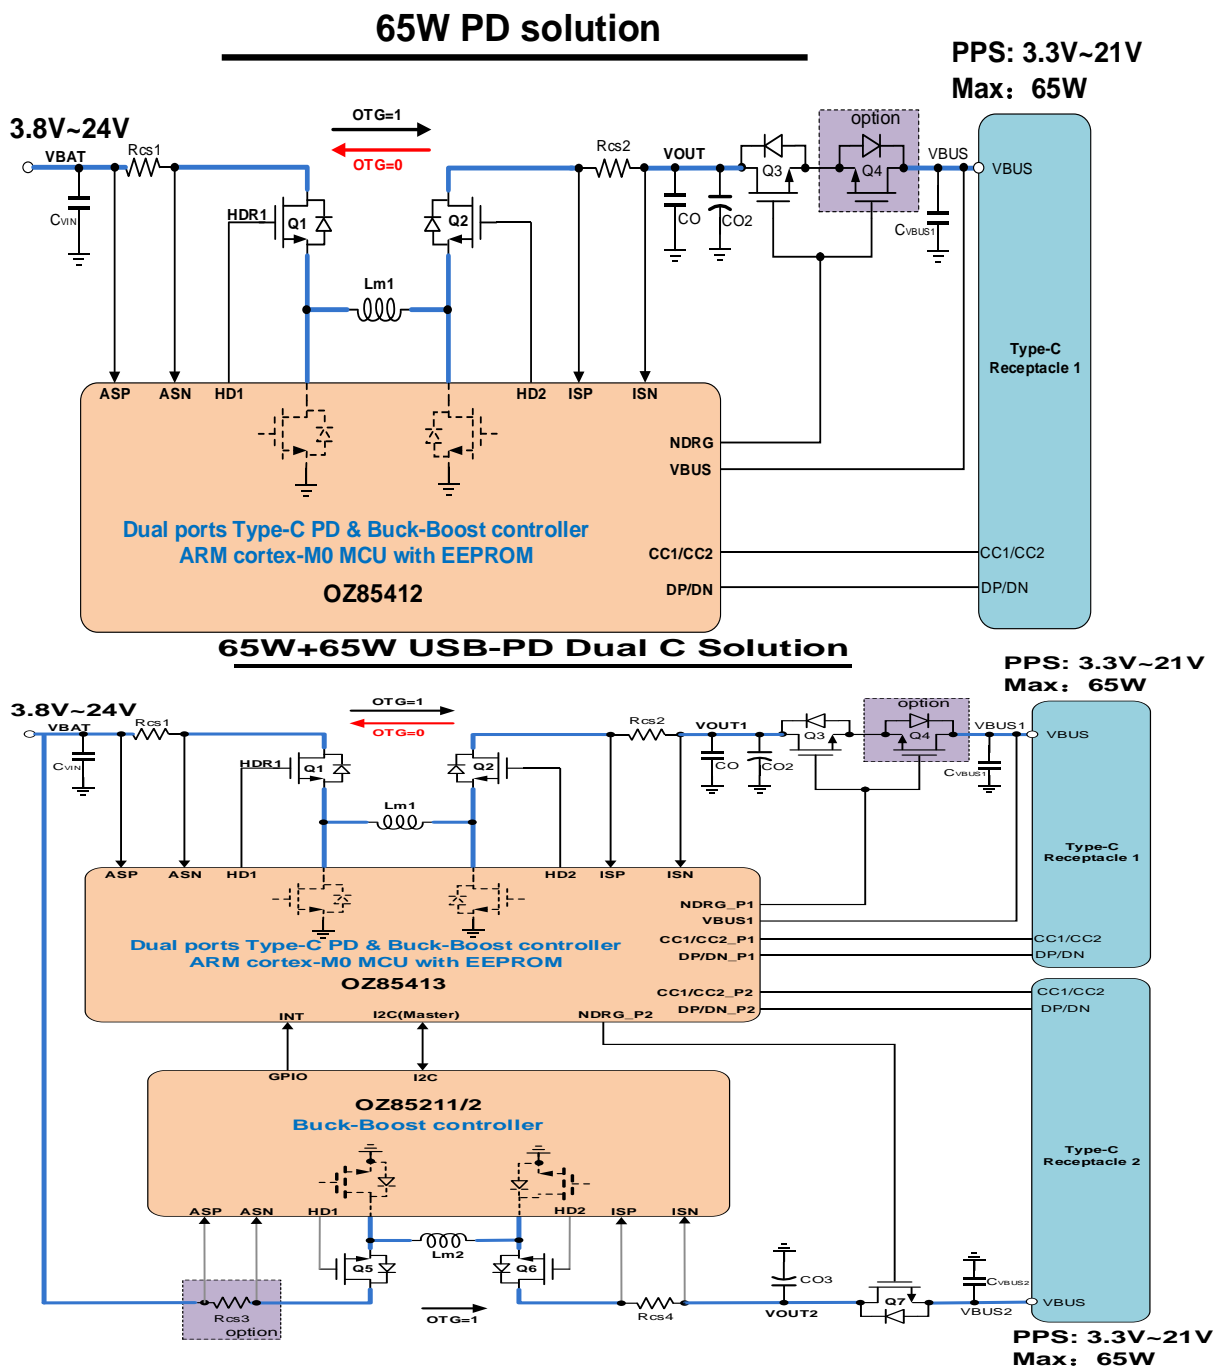 65W PD solution
PPS: 3.3V~21V
Max： 65W
3.8V~24V
VBAT
Rcs1
OTG=1
OTG=0
Rcs2
VOUT
option
Q3
Q4
VBUS
VBUS
CVIN
HDR1
Q1
Q2
CO
CO2
CVBUS1
Lm1
Type-C
Receptacle 1
ASP
ASN
HD1
HD2
ISP
ISN
NDRG
VBUS
Dual ports Type-C PD & Buck-Boost controller
ARM cortex-M0 MCU with EEPROM
OZ85412
CC1/CC2
CC1/CC2
DP/DN
DP/DN
65W+65W USB-PD Dual C Solution
PPS: 3.3V~21V
Max： 65W
3.8V~24V
VBAT
Rcs1
OTG=1
OTG=0
Rcs2
VOUT1
option
Q3
Q4
VBUS1
VBUS
CVIN
HDR1
Q1
Q2
CO
CO2
CVBUS1
Lm1
Type-C
Receptacle 1
ASP
ASN
HD1
HD2
ISP
ISN
NDRG_P1
VBUS1
Dual ports Type-C PD & Buck-Boost controller
ARM cortex-M0 MCU with EEPROM
OZ85413
CC1/CC2_P1
CC1/CC2
DP/DN_P1
DP/DN
CC1/CC2_P2
CC1/CC2
DP/DN_P2
DP/DN
INT
I2C(Master)
NDRG_P2
GPIO
I2C
OZ85211/2
Buck-Boost controller
Type-C
Receptacle 2
ASP
ASN
HD1
HD2
ISP
ISN
Lm2
Q5
Q6
Rcs3
option
OTG=1
Rcs4
CO3
VOUT2
Q7
CVBUS2
VBUS2
VBUS
PPS: 3.3V~21V
Max： 65W